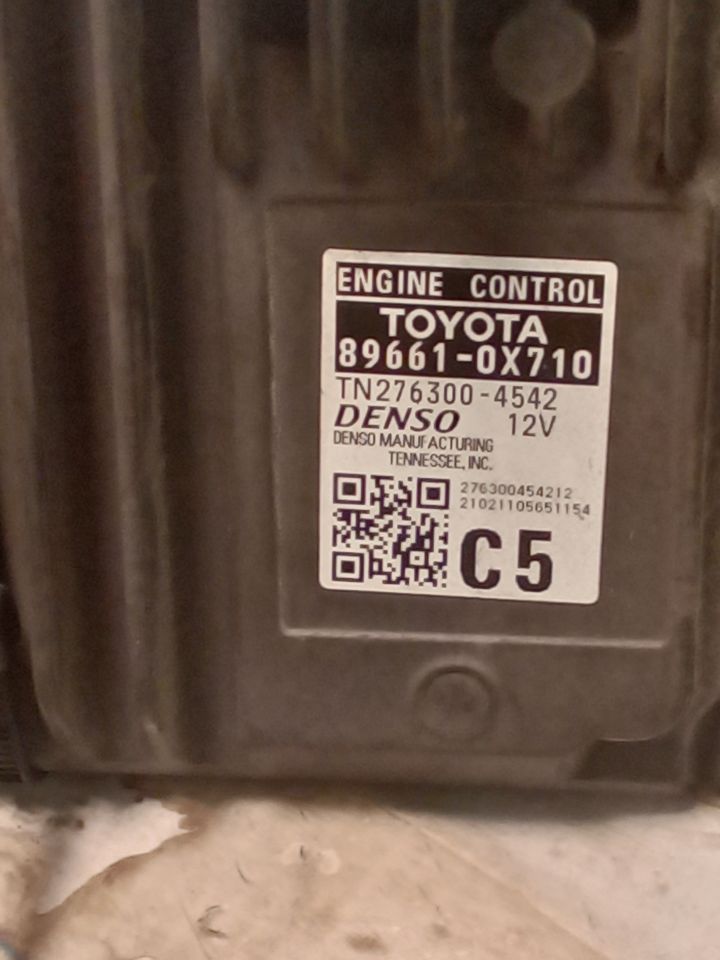 ENGINE CONTROL
TOYOTA
89661-0X710
TN276300-4542
DENSO 12V
DENSO MANUFACTURING
TENNESSEE, INC.
276300454212
21021105651154
C5